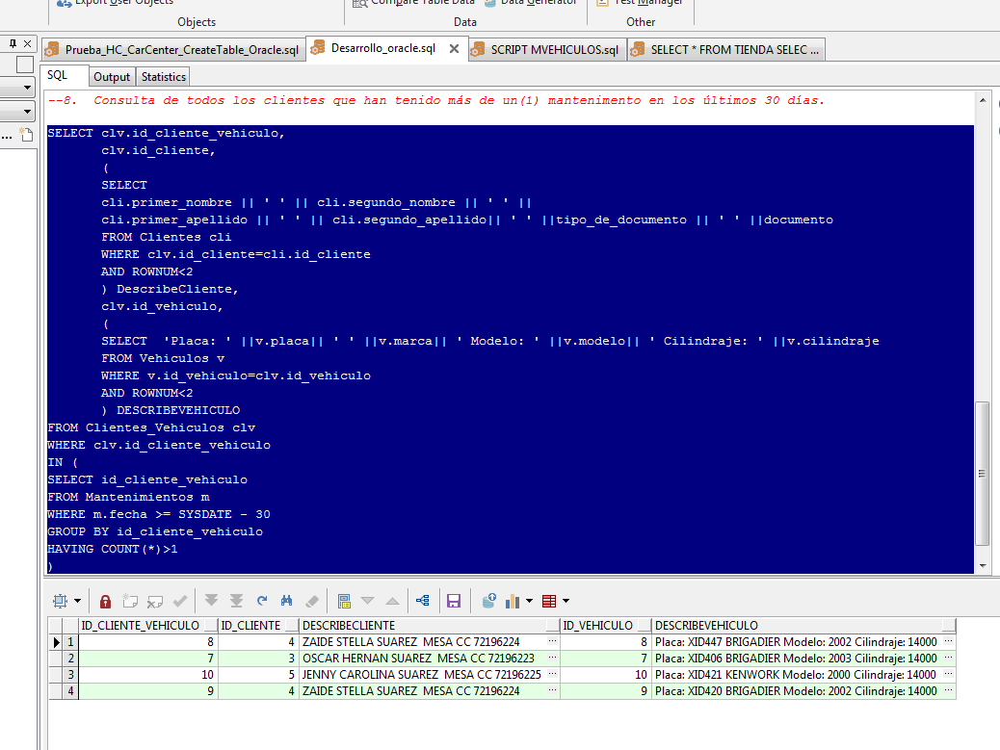 Export User Objects Compare Table Data Data Generator Test Manager
Objects Data Other
Prueba_HC_CarCenter_CreateTable_Oracle.sql Desarrollo_oracle.sql SCRIPT MVEHICULOS.sql SELECT * FROM TIENDA SELEC ...
SQL Output Statistics
--8.  Consulta de todos los clientes que han tenido más de un(1) mantenimento en los últimos 30 días.
SELECT clv.id_cliente_vehiculo,
clv.id_cliente,
(
SELECT
cli.primer_nombre || ' ' || cli.segundo_nombre || ' ' ||
cli.primer_apellido || ' ' || cli.segundo_apellido|| ' ' ||tipo_de_documento || ' ' ||documento
FROM Clientes cli
WHERE clv.id_cliente=cli.id_cliente
AND ROWNUM<2
) DescribeCliente,
clv.id_vehiculo,
(
SELECT  'Placa: ' ||v.placa|| ' ' ||v.marca|| ' Modelo: ' ||v.modelo|| ' Cilindraje: ' ||v.cilindraje
FROM Vehiculos v
WHERE v.id_vehiculo=clv.id_vehiculo
AND ROWNUM<2
) DESCRIBEVEHICULO
FROM Clientes_Vehiculos clv
WHERE clv.id_cliente_vehiculo
IN (
SELECT id_cliente_vehiculo
FROM Mantenimientos m
WHERE m.fecha >= SYSDATE - 30
GROUP BY id_cliente_vehiculo
HAVING COUNT(*)>1
)
ID_CLIENTE_VEHICULO ID_CLIENTE DESCRIBECLIENTE ID_VEHICULO DESCRIBEVEHICULO
1 8 4 ZAIDE STELLA SUAREZ  MESA CC 72196224 ... 8 Placa: XID447 BRIGADIER Modelo: 2002 Cilindraje: 14000 ...
2 7 3 OSCAR HERNAN SUAREZ  MESA CC 72196223 ... 7 Placa: XID406 BRIGADIER Modelo: 2003 Cilindraje: 14000 ...
3 10 5 JENNY CAROLINA SUAREZ  MESA CC 72196225 ... 10 Placa: XID421 KENWORK Modelo: 2000 Cilindraje: 14000 ...
4 9 4 ZAIDE STELLA SUAREZ  MESA CC 72196224 ... 9 Placa: XID420 BRIGADIER Modelo: 2002 Cilindraje: 14000 ...